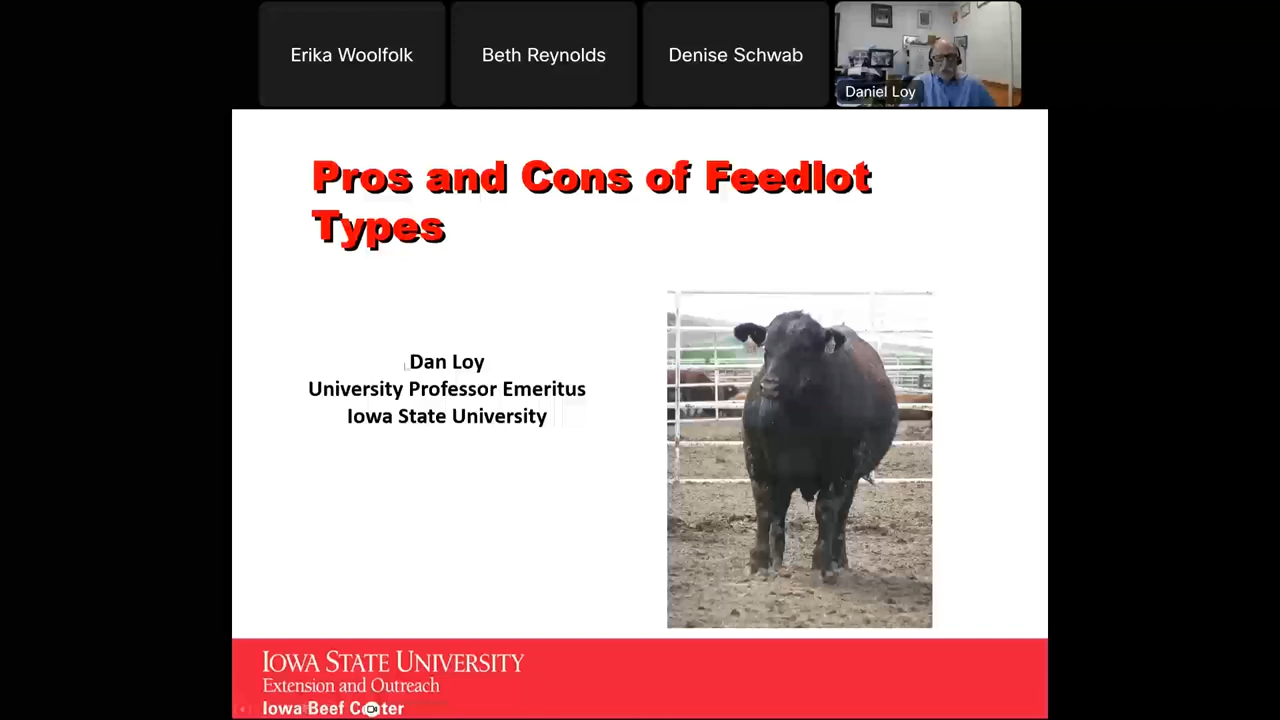 Erika Woolfolk
Beth Reynolds
Denise Schwab
Daniel Loy
Pros and Cons of Feedlot
Types
Dan Loy
University Professor Emeritus
Iowa State University
IOWA STATE UNIVERSITY
Extension and Outreach
Iowa Beef Center